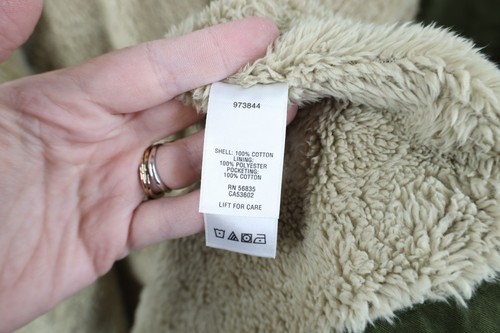 973844
SHELL: 100% COTTON
LINING:
100% POLYESTER
POCKETING:
100% COTTON
RN 56835
CA53602
LIFT FOR CARE